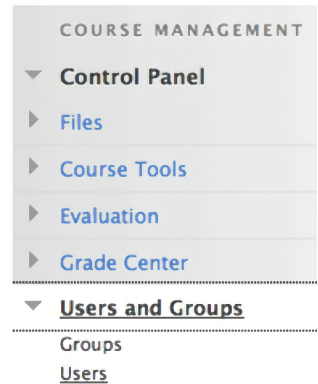 COURSE MANAGEMENT
Control Panel
Files
Course Tools
Evaluation
Grade Center
Users and Groups
Groups
Users